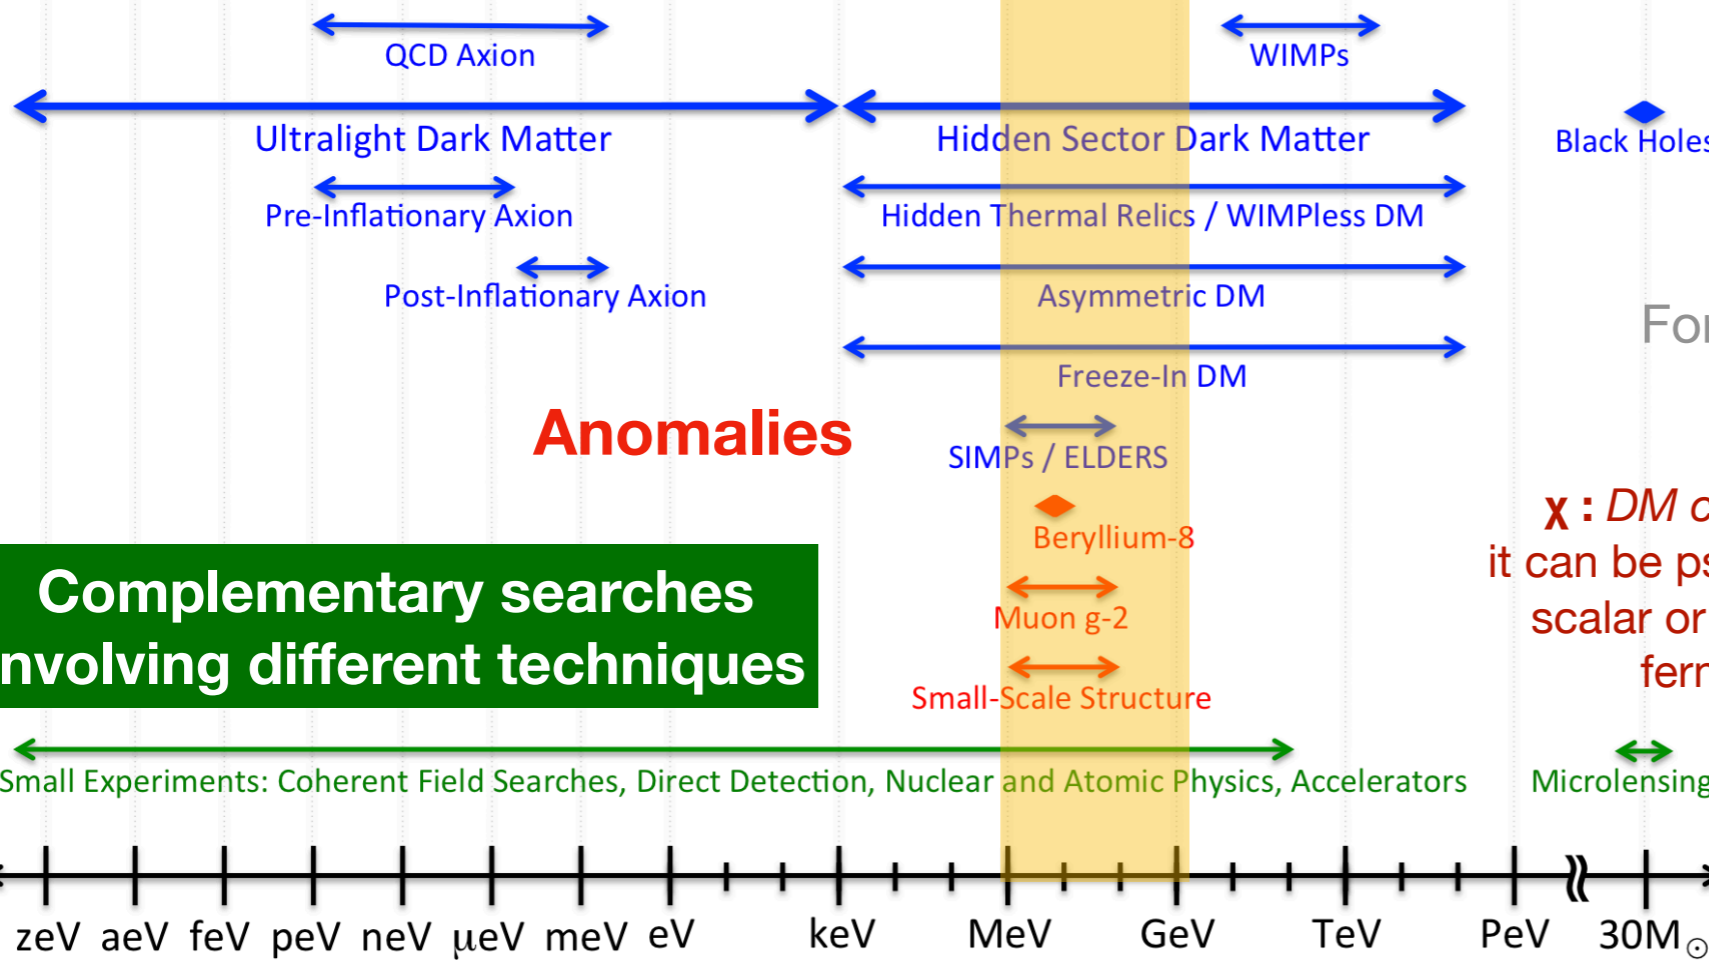 QCD Axion
WIMPs
Ultralight Dark Matter
Hidden Sector Dark Matter
Black Holes
Pre-Inflationary Axion
Hidden Thermal Relics / WIMPless DM
Post-Inflationary Axion
Asymmetric DM
Freeze-In DM
Anomalies
SIMPs / ELDERS
χ : DM
Beryllium-8
it can be
Complementary searches
Muon g-2
scalar or
nvolving different techniques
Small-Scale Structure
Small Experiments: Coherent Field Searches, Direct Detection, Nuclear and Atomic Physics, Accelerators
Microlensing
zeV aeV feV peV neV μeV meV eV keV MeV GeV TeV PeV 30M☉